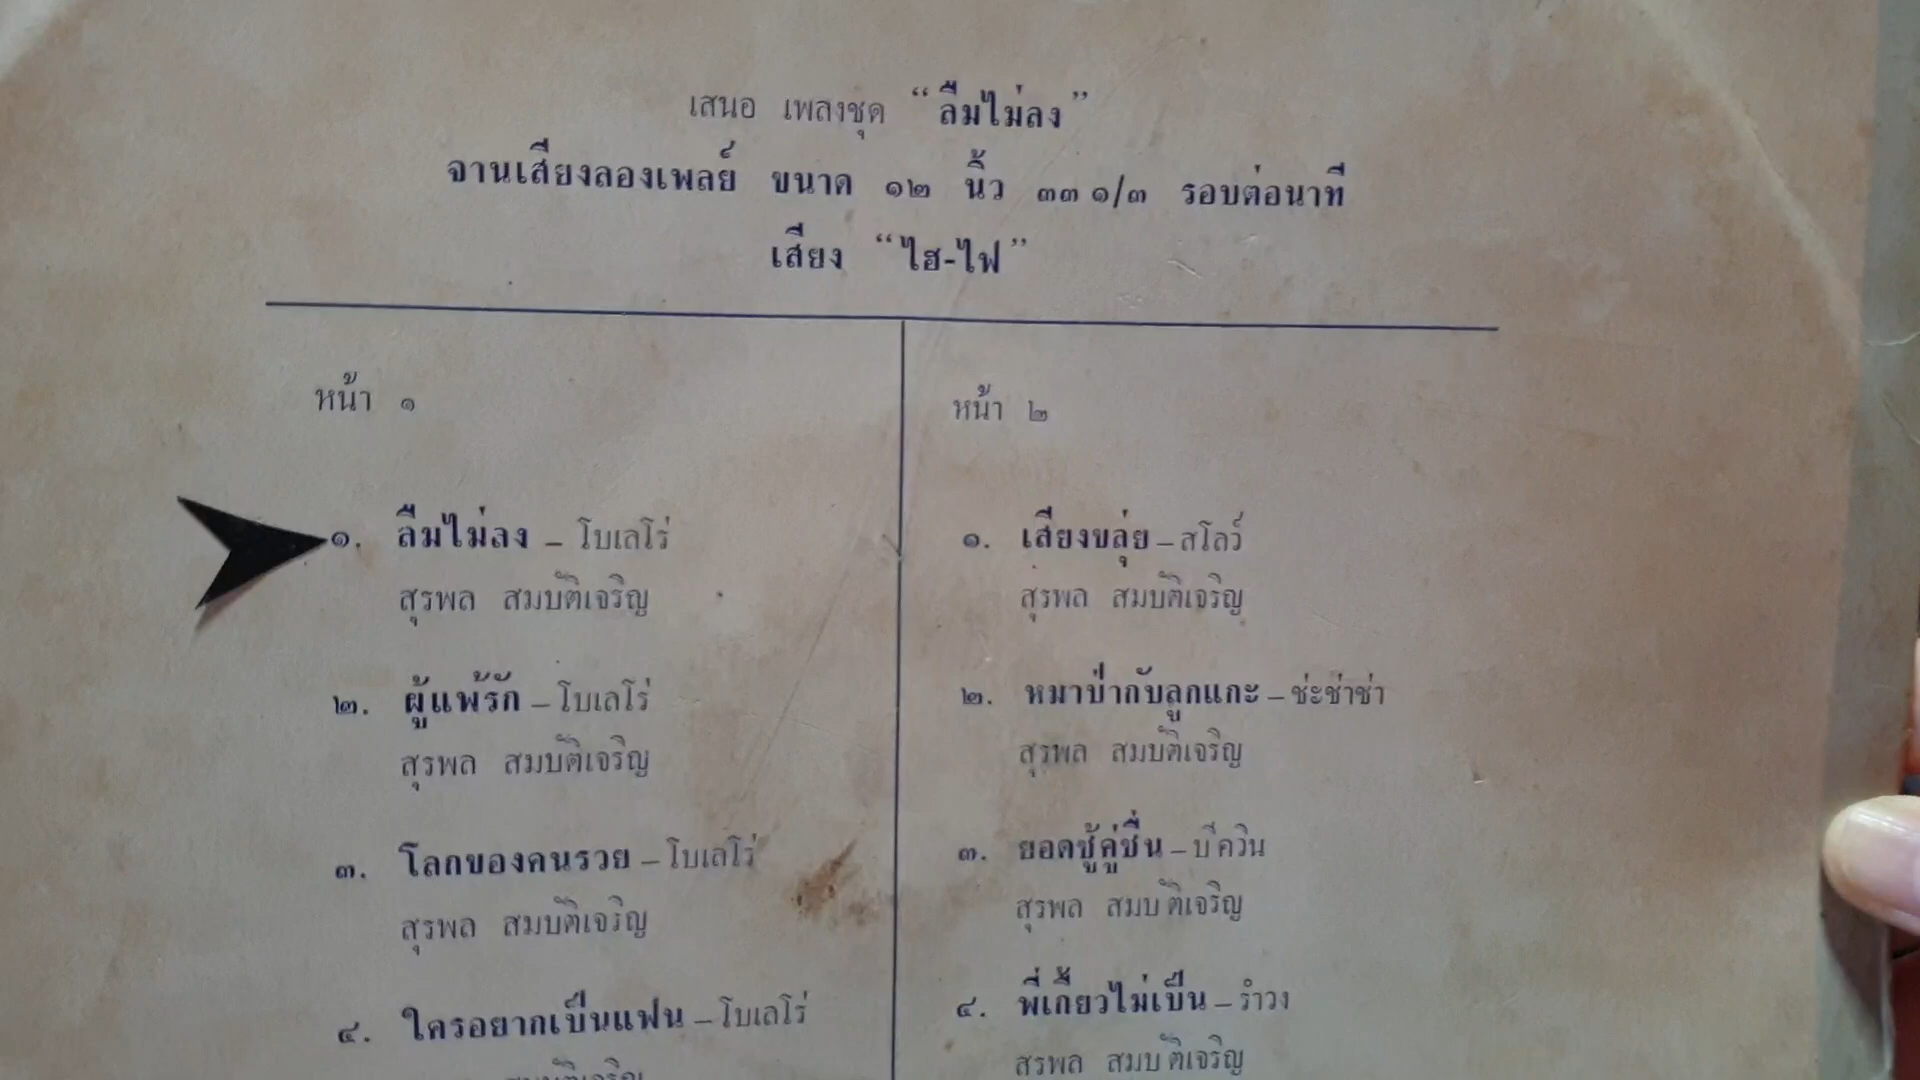 เสนอ เพลงชุด “ลืมไม่ลง”
จานเสียงลองเพลย์ ขนาด ๑๒ นิ้ว ๓๓ ๑/๓ รอบต่อนาที
เสียง “ไฮ-ไฟ”
หน้า ๑
๑. ลืมไม่ลง – โบเลโร่
สุรพล สมบัติเจริญ
๒. ผู้แพ้รัก – โบเลโร่
สุรพล สมบัติเจริญ
๓. โลกของคนรวย – โบเลโร่
สุรพล สมบัติเจริญ
๔. ใครอยากเป็นแฟน – โบเลโร่
สมบัติเจริญ
หน้า ๒
๑. เสียงขลุ่ย – สโลว์
สุรพล สมบัติเจริญ
๒. หมาป่ากับลูกแกะ – ช่ะช่าช่า
สุรพล สมบัติเจริญ
๓. ยอดชู้คู่ชื่น – บีควิน
สุรพล สมบัติเจริญ
๔. พี่เกี้ยวไม่เป็น – รำวง
สุรพล สมบัติเจริญ